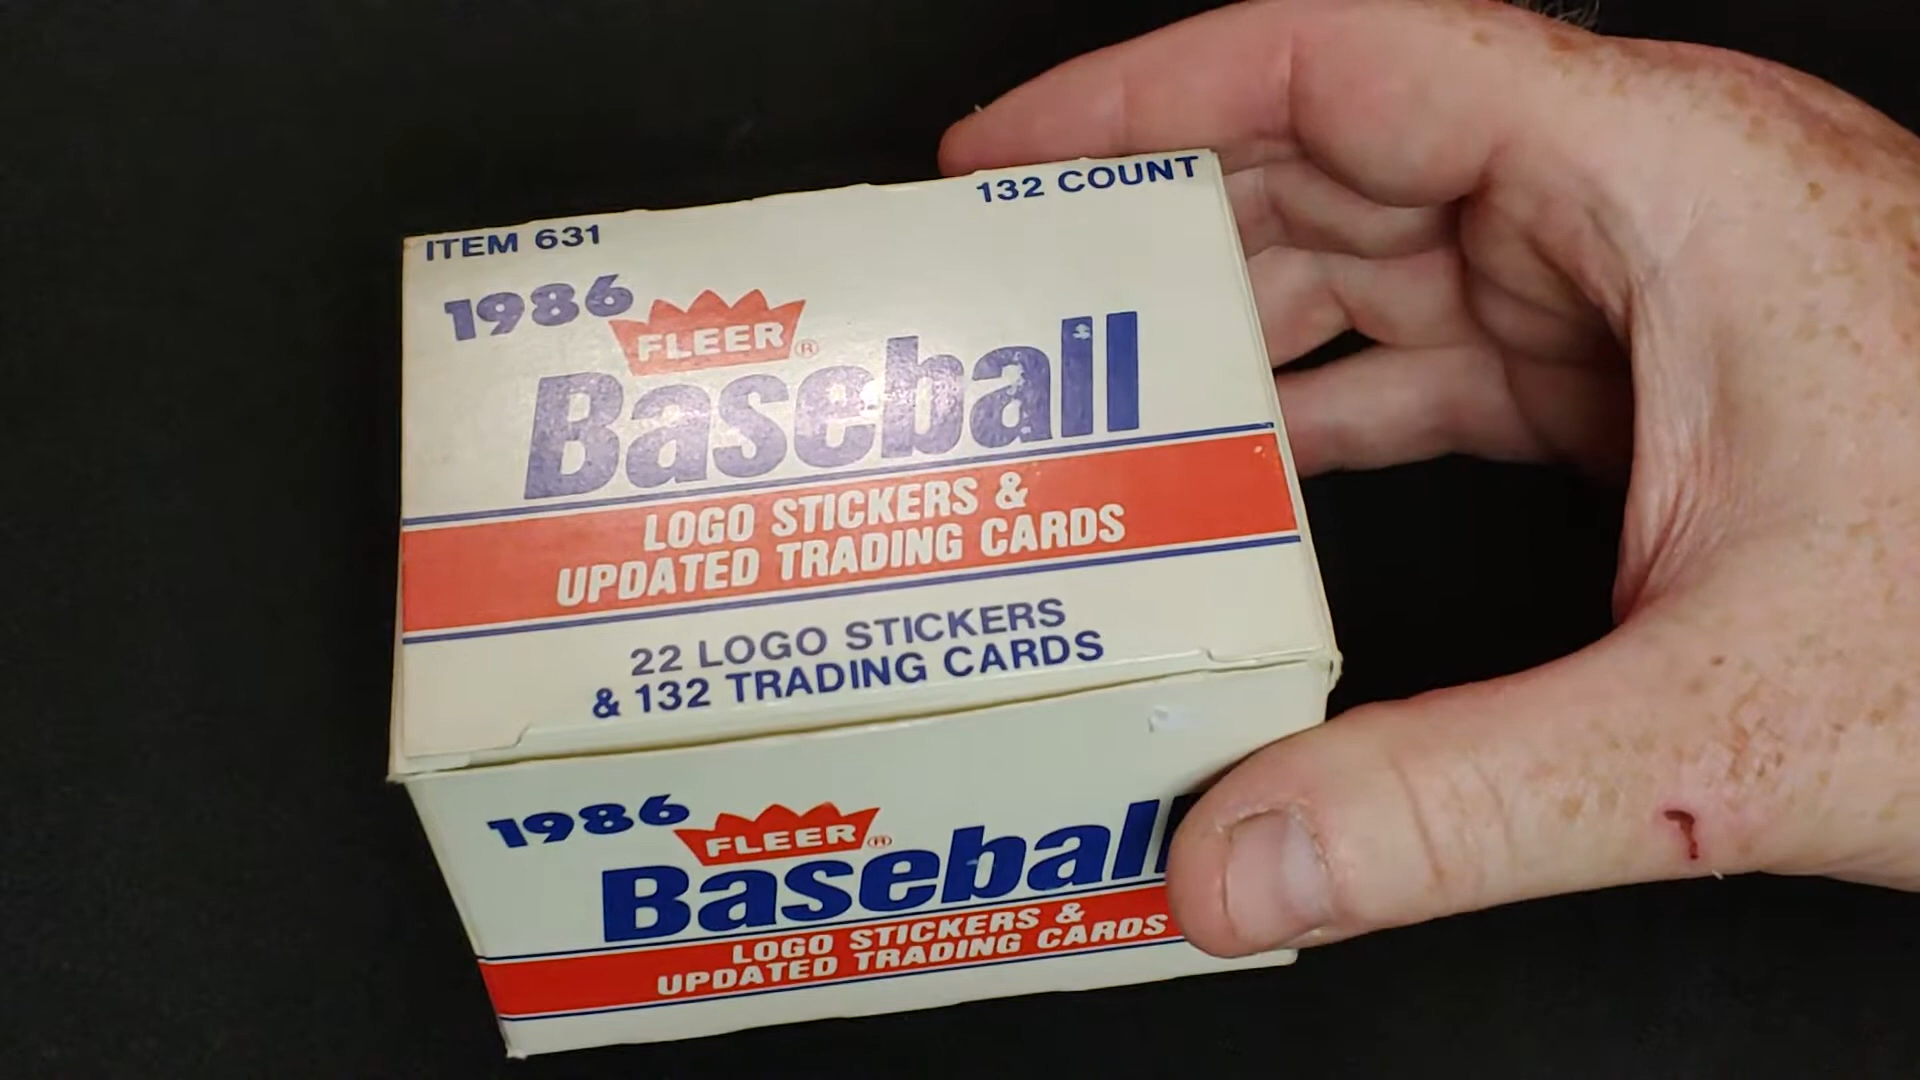 ITEM 631
132 COUNT
1986
FLEER®
Baseball
LOGO STICKERS &
UPDATED TRADING CARDS
22 LOGO STICKERS
& 132 TRADING CARDS
1986
FLEER®
Baseball
LOGO STICKERS &
UPDATED TRADING CARDS